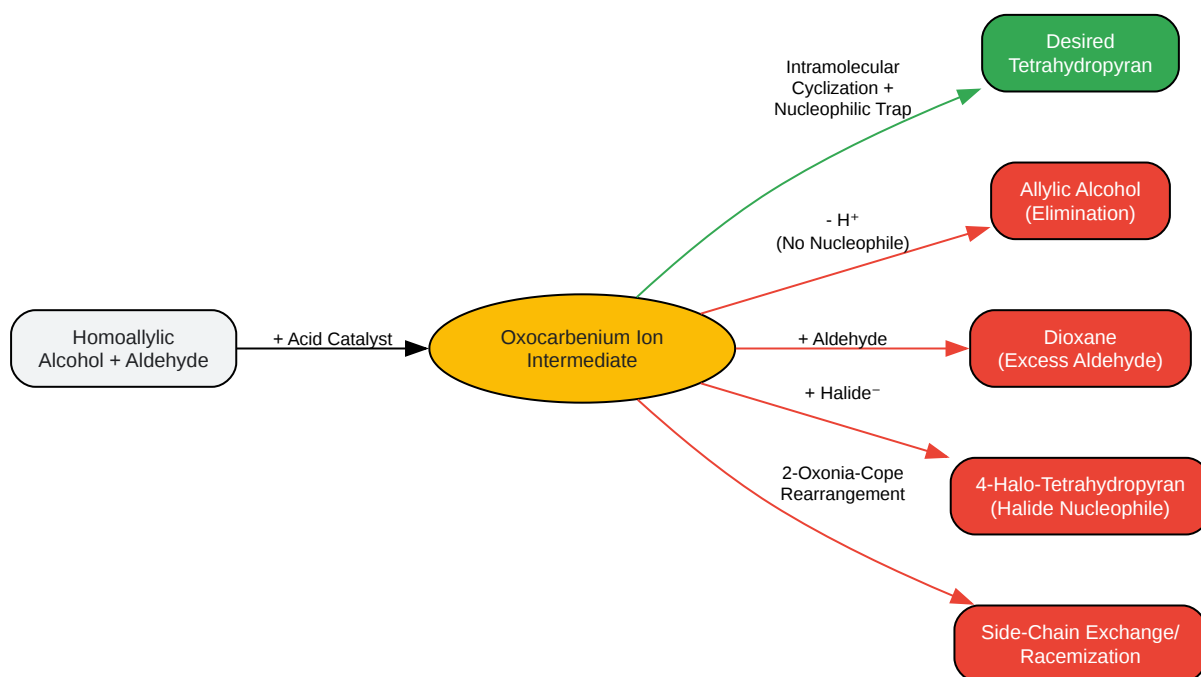 Homoallylic
Alcohol + Aldehyde
+ Acid Catalyst
Oxocarbenium Ion
Intermediate
Intramolecular
Cyclization +
Nucleophilic Trap
Desired
Tetrahydropyran
- H⁺
(No Nucleophile)
Allylic Alcohol
(Elimination)
+ Aldehyde
Dioxane
(Excess Aldehyde)
+ Halide⁻
4-Halo-Tetrahydropyran
(Halide Nucleophile)
2-Oxonia-Cope
Rearrangement
Side-Chain Exchange/
Racemization